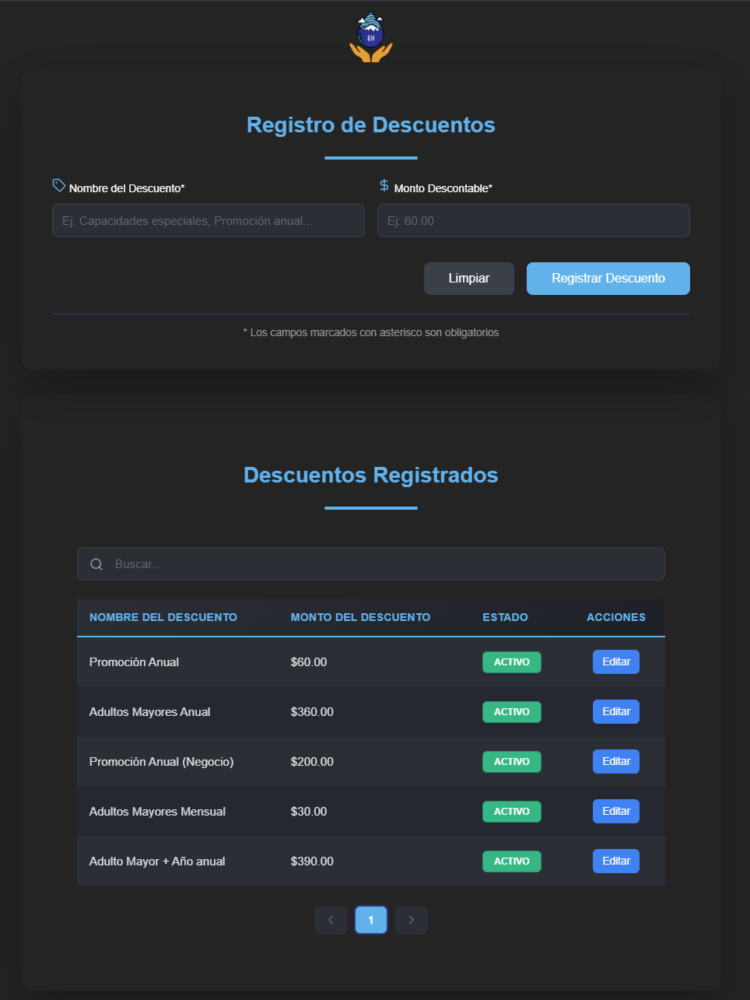 GH
Registro de Descuentos
Nombre del Descuento* Monto Descontable*
Ej: Capacidades especiales, Promoción anual... Ej: 60.00
Limpiar Registrar Descuento
* Los campos marcados con asterisco son obligatorios
Descuentos Registrados
Buscar...
NOMBRE DEL DESCUENTO MONTO DEL DESCUENTO ESTADO ACCIONES
Promoción Anual $60.00 ACTIVO Editar
Adultos Mayores Anual $360.00 ACTIVO Editar
Promoción Anual (Negocio) $200.00 ACTIVO Editar
Adultos Mayores Mensual $30.00 ACTIVO Editar
Adulto Mayor + Año anual $390.00 ACTIVO Editar
1